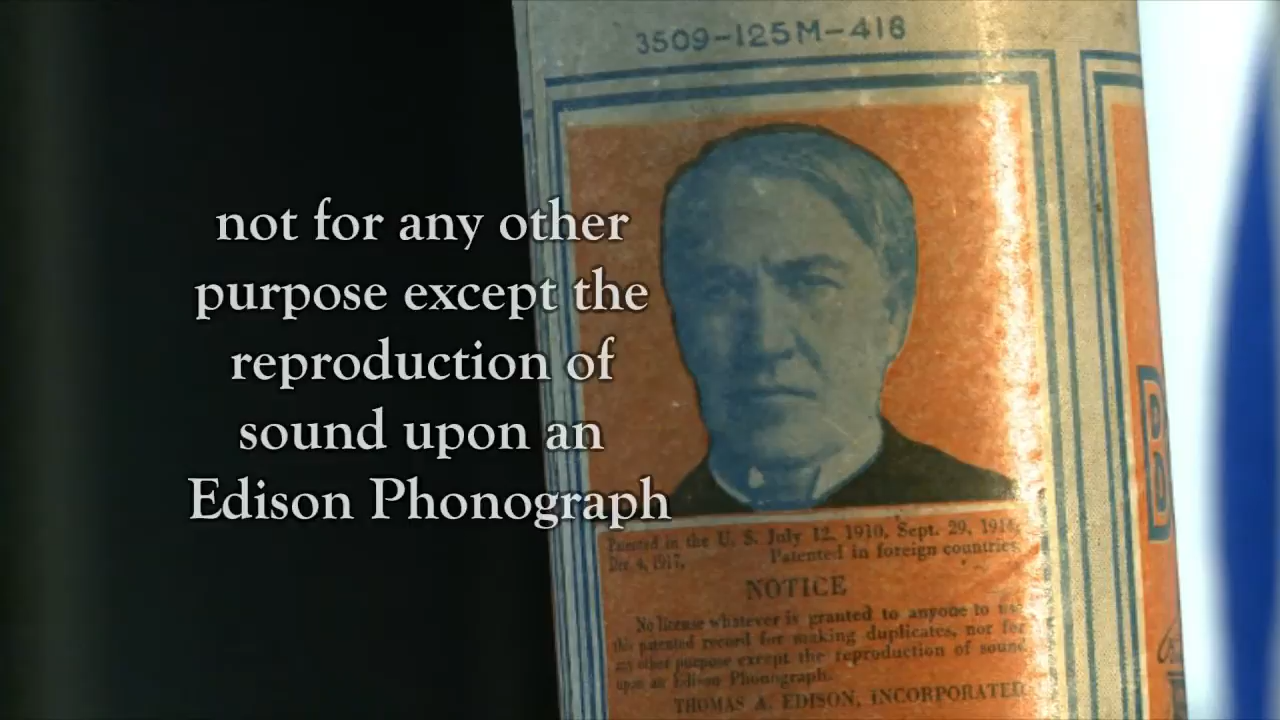 3509-125M-418
not for any other
purpose except the
reproduction of
sound upon an
Edison Phonograph
Patented in the U. S. July 12, 1910, Sept. 29, 1914,
Dec. 4, 1917. Patented in foreign countries
NOTICE
No license whatever is granted to anyone to use
this patented record for making duplicates, nor for
any other purpose except the reproduction of sound
upon an Edison Phonograph.
THOMAS A. EDISON, INCORPORATED